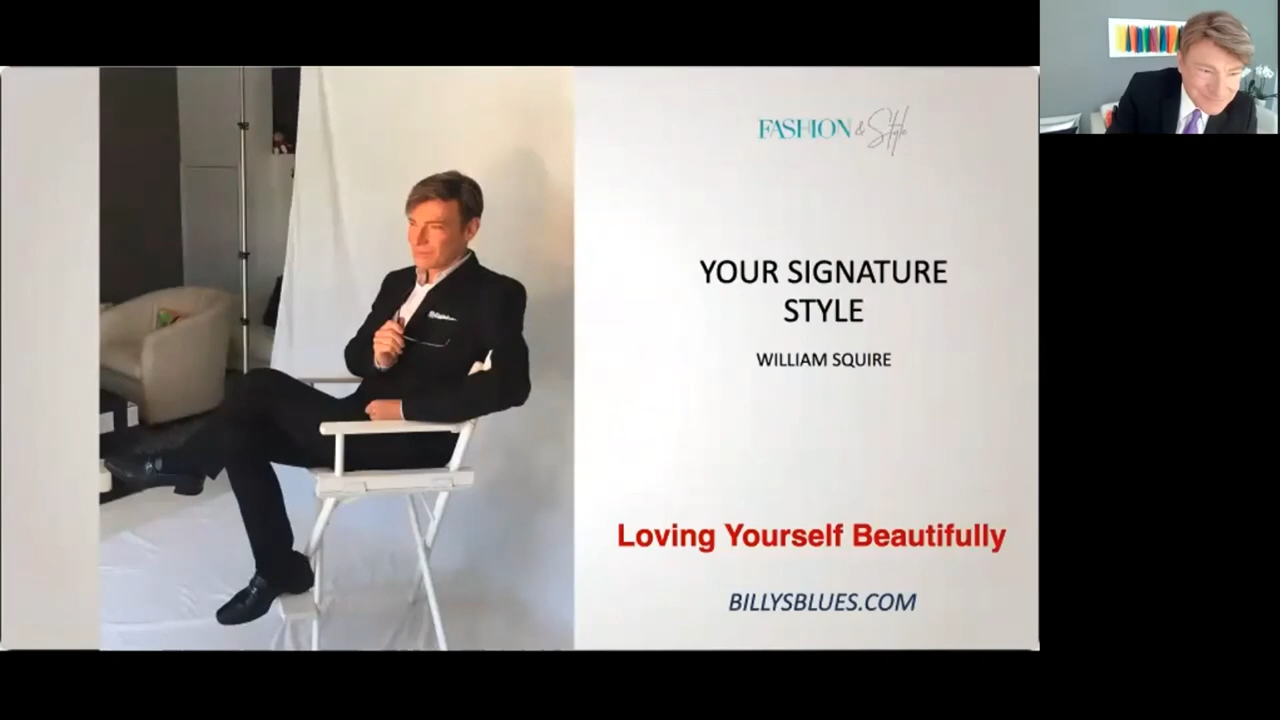 FASHION & Style
YOUR SIGNATURE
STYLE
WILLIAM SQUIRE
Loving Yourself Beautifully
BILLYSBLUES.COM